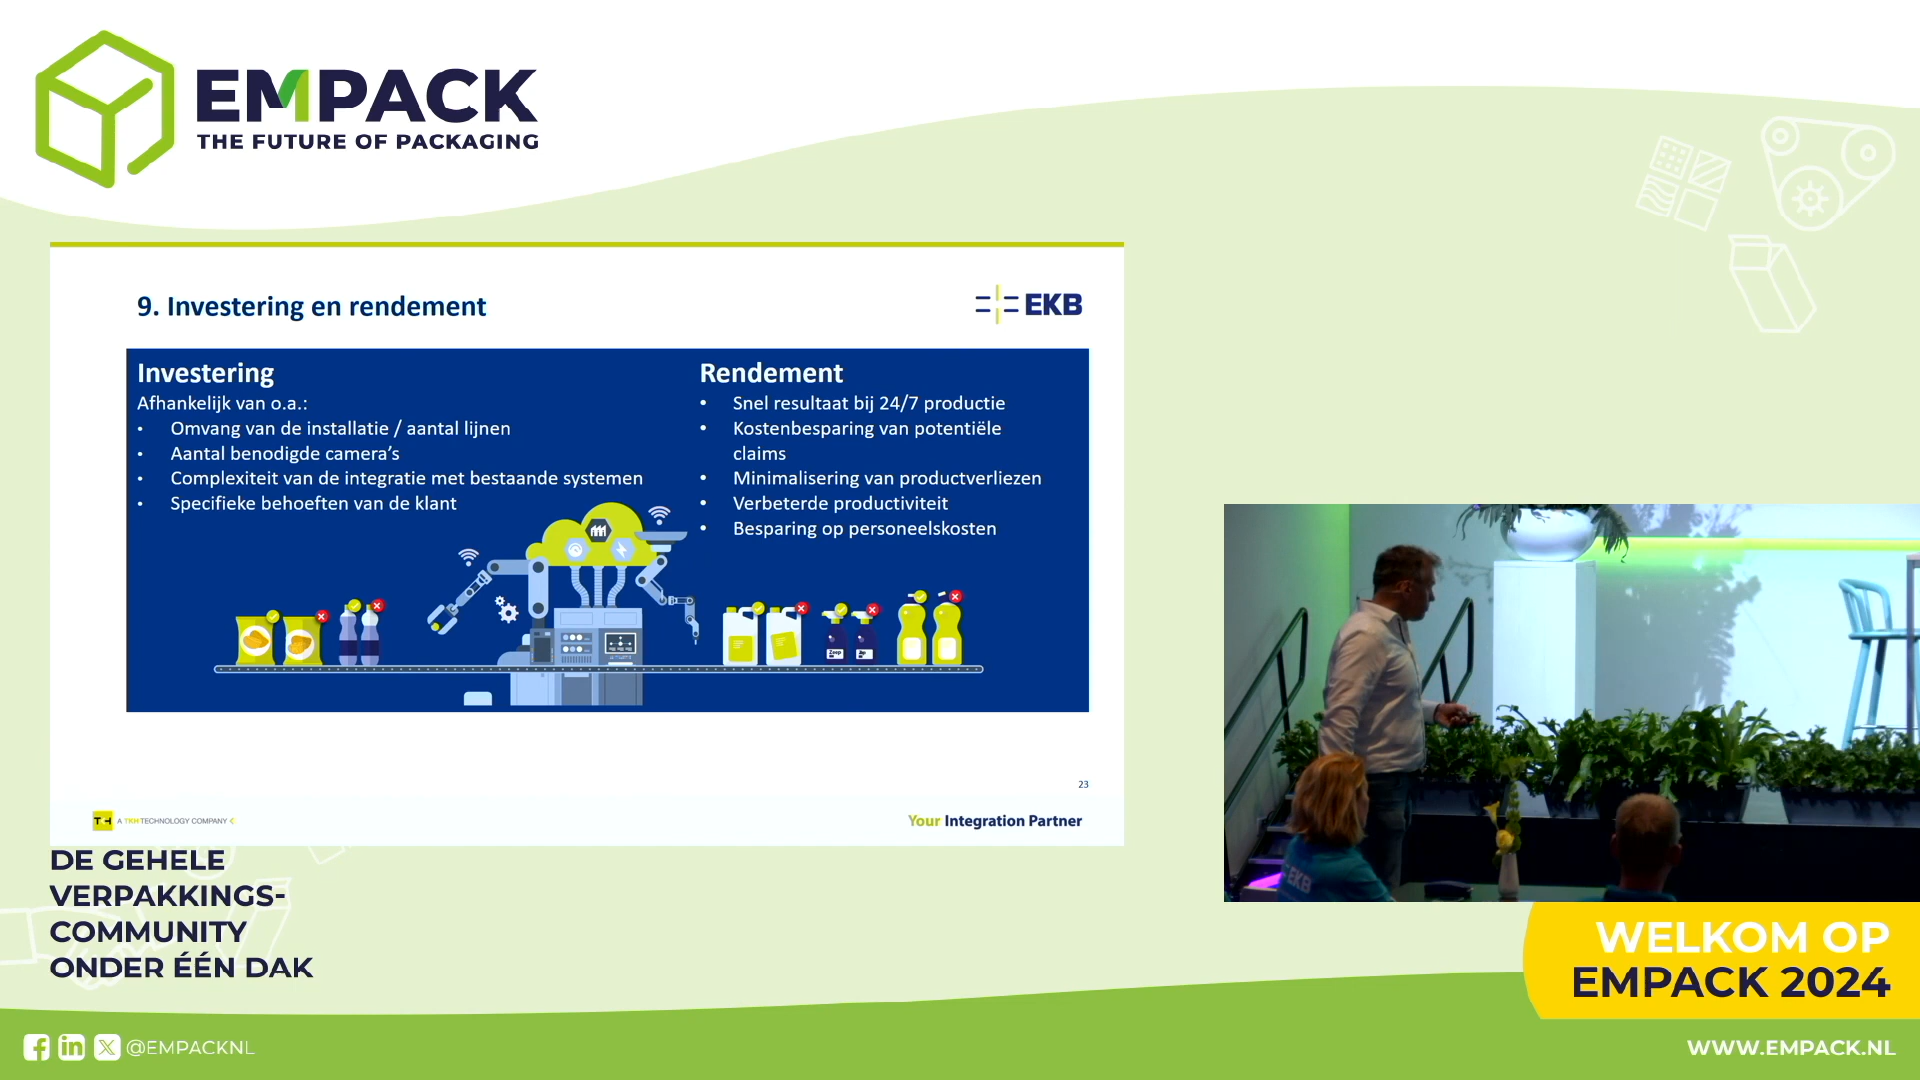 EMPACK
THE FUTURE OF PACKAGING
9. Investering en rendement
EKB
Investering
Afhankelijk van o.a.:
• Omvang van de installatie / aantal lijnen
• Aantal benodigde camera's
• Complexiteit van de integratie met bestaande systemen
• Specifieke behoeften van de klant
Rendement
• Snel resultaat bij 24/7 productie
• Kostenbesparing van potentiële
claims
• Minimalisering van productverliezen
• Verbeterde productiviteit
• Besparing op personeelskosten
Zeep
23
A TKH TECHNOLOGY COMPANY
Your Integration Partner
EKB
DE GEHELE
VERPAKKINGS-
COMMUNITY
ONDER ÉÉN DAK
WELKOM OP
EMPACK 2024
@EMPACKNL
WWW.EMPACK.NL